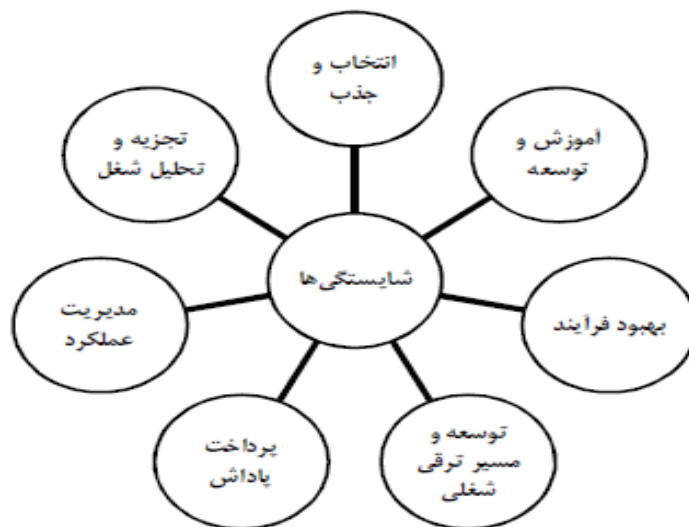 انتخاب و
جذب
آموزش و
توسعه
بهبود فرآیند
توسعه و
مسیر ترقی
شغلی
پرداخت
پاداش
مدیریت
عملکرد
تجزیه و
تحلیل شغل
شایستگی‌ها